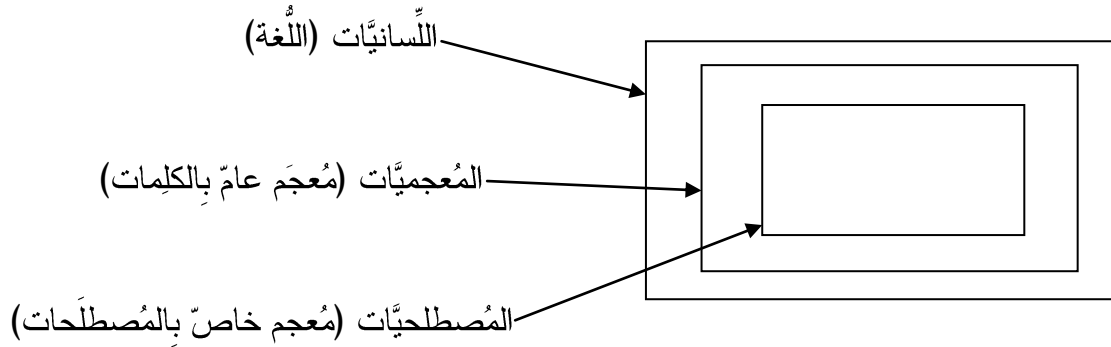 اللِّسانيَّات (اللُّغة)
المُعجميَّات (مُعجَم عامّ بِالكلِمات)
المُصطلحيَّات (مُعجم خاصّ بِالمُصطلَحات)